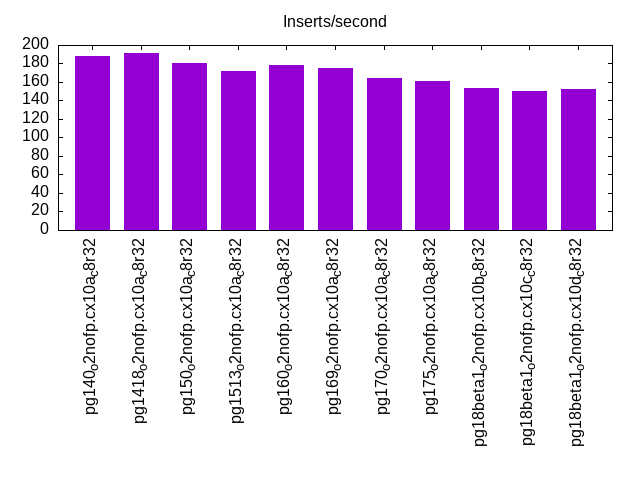 Inserts/second
200
180
160
140
120
100
80
60
40
20
0
pg140o2nofp.cx10ac8r32
pg1418o2nofp.cx10ac8r32
pg150o2nofp.cx10ac8r32
pg1513o2nofp.cx10ac8r32
pg160o2nofp.cx10ac8r32
pg169o2nofp.cx10ac8r32
pg170o2nofp.cx10ac8r32
pg175o2nofp.cx10ac8r32
pg18beta1o2nofp.cx10bc8r32
pg18beta1o2nofp.cx10cc8r32
pg18beta1o2nofp.cx10dc8r32